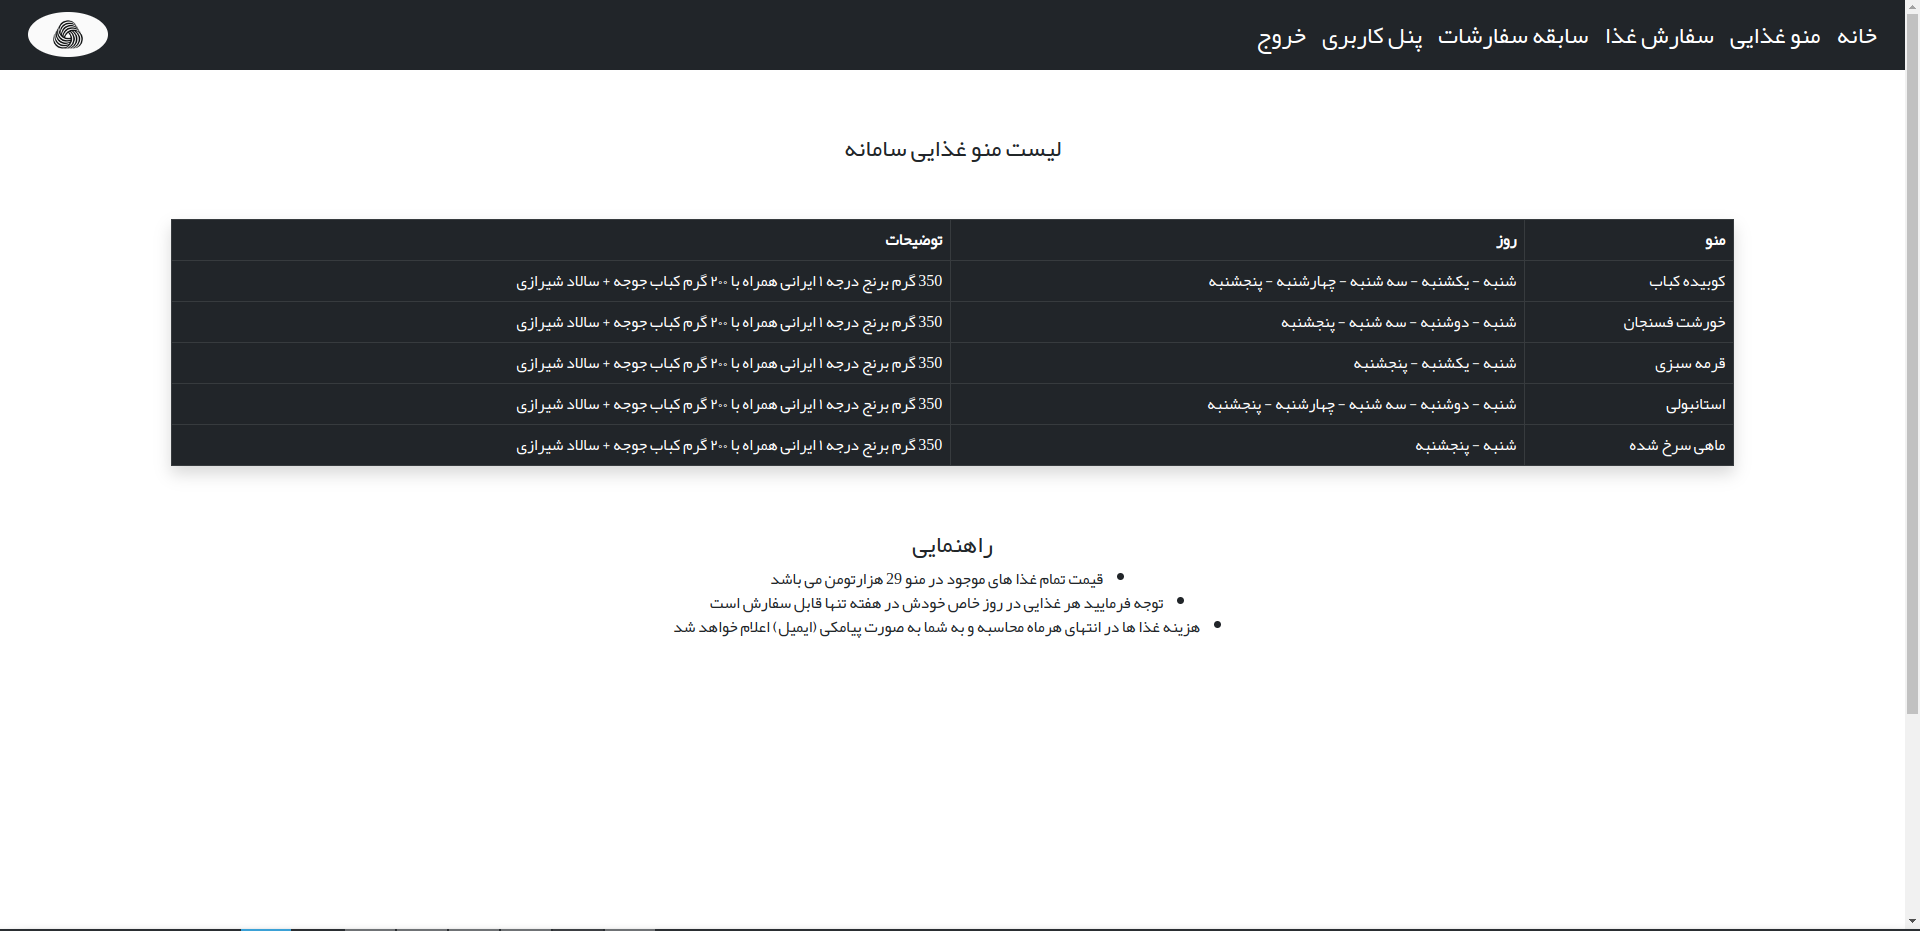 خانه منو غذایی سفارش غذا سابقه سفارشات پنل کاربری خروج
لیست منو غذایی سامانه
منو روز توضیحات
کوبیده کباب شنبه - یکشنبه - سه شنبه - چهارشنبه - پنجشنبه 350 گرم برنج درجه ۱ ایرانی همراه با ۲۰۰ گرم کباب جوجه + سالاد شیرازی
خورشت فسنجان شنبه - دوشنبه - سه شنبه - پنجشنبه 350 گرم برنج درجه ۱ ایرانی همراه با ۲۰۰ گرم کباب جوجه + سالاد شیرازی
قرمه سبزی شنبه - یکشنبه - پنجشنبه 350 گرم برنج درجه ۱ ایرانی همراه با ۲۰۰ گرم کباب جوجه + سالاد شیرازی
استانبولی شنبه - دوشنبه - سه شنبه - چهارشنبه - پنجشنبه 350 گرم برنج درجه ۱ ایرانی همراه با ۲۰۰ گرم کباب جوجه + سالاد شیرازی
ماهی سرخ شده شنبه - پنجشنبه 350 گرم برنج درجه ۱ ایرانی همراه با ۲۰۰ گرم کباب جوجه + سالاد شیرازی
راهنمایی
• قیمت تمام غذا های موجود در منو 29 هزارتومن می باشد
• توجه فرمایید هر غذایی در روز خاص خودش در هفته تنها قابل سفارش است
• هزینه غذا ها در انتهای هرماه محاسبه و به شما به صورت پیامکی (ایمیل) اعلام خواهد شد